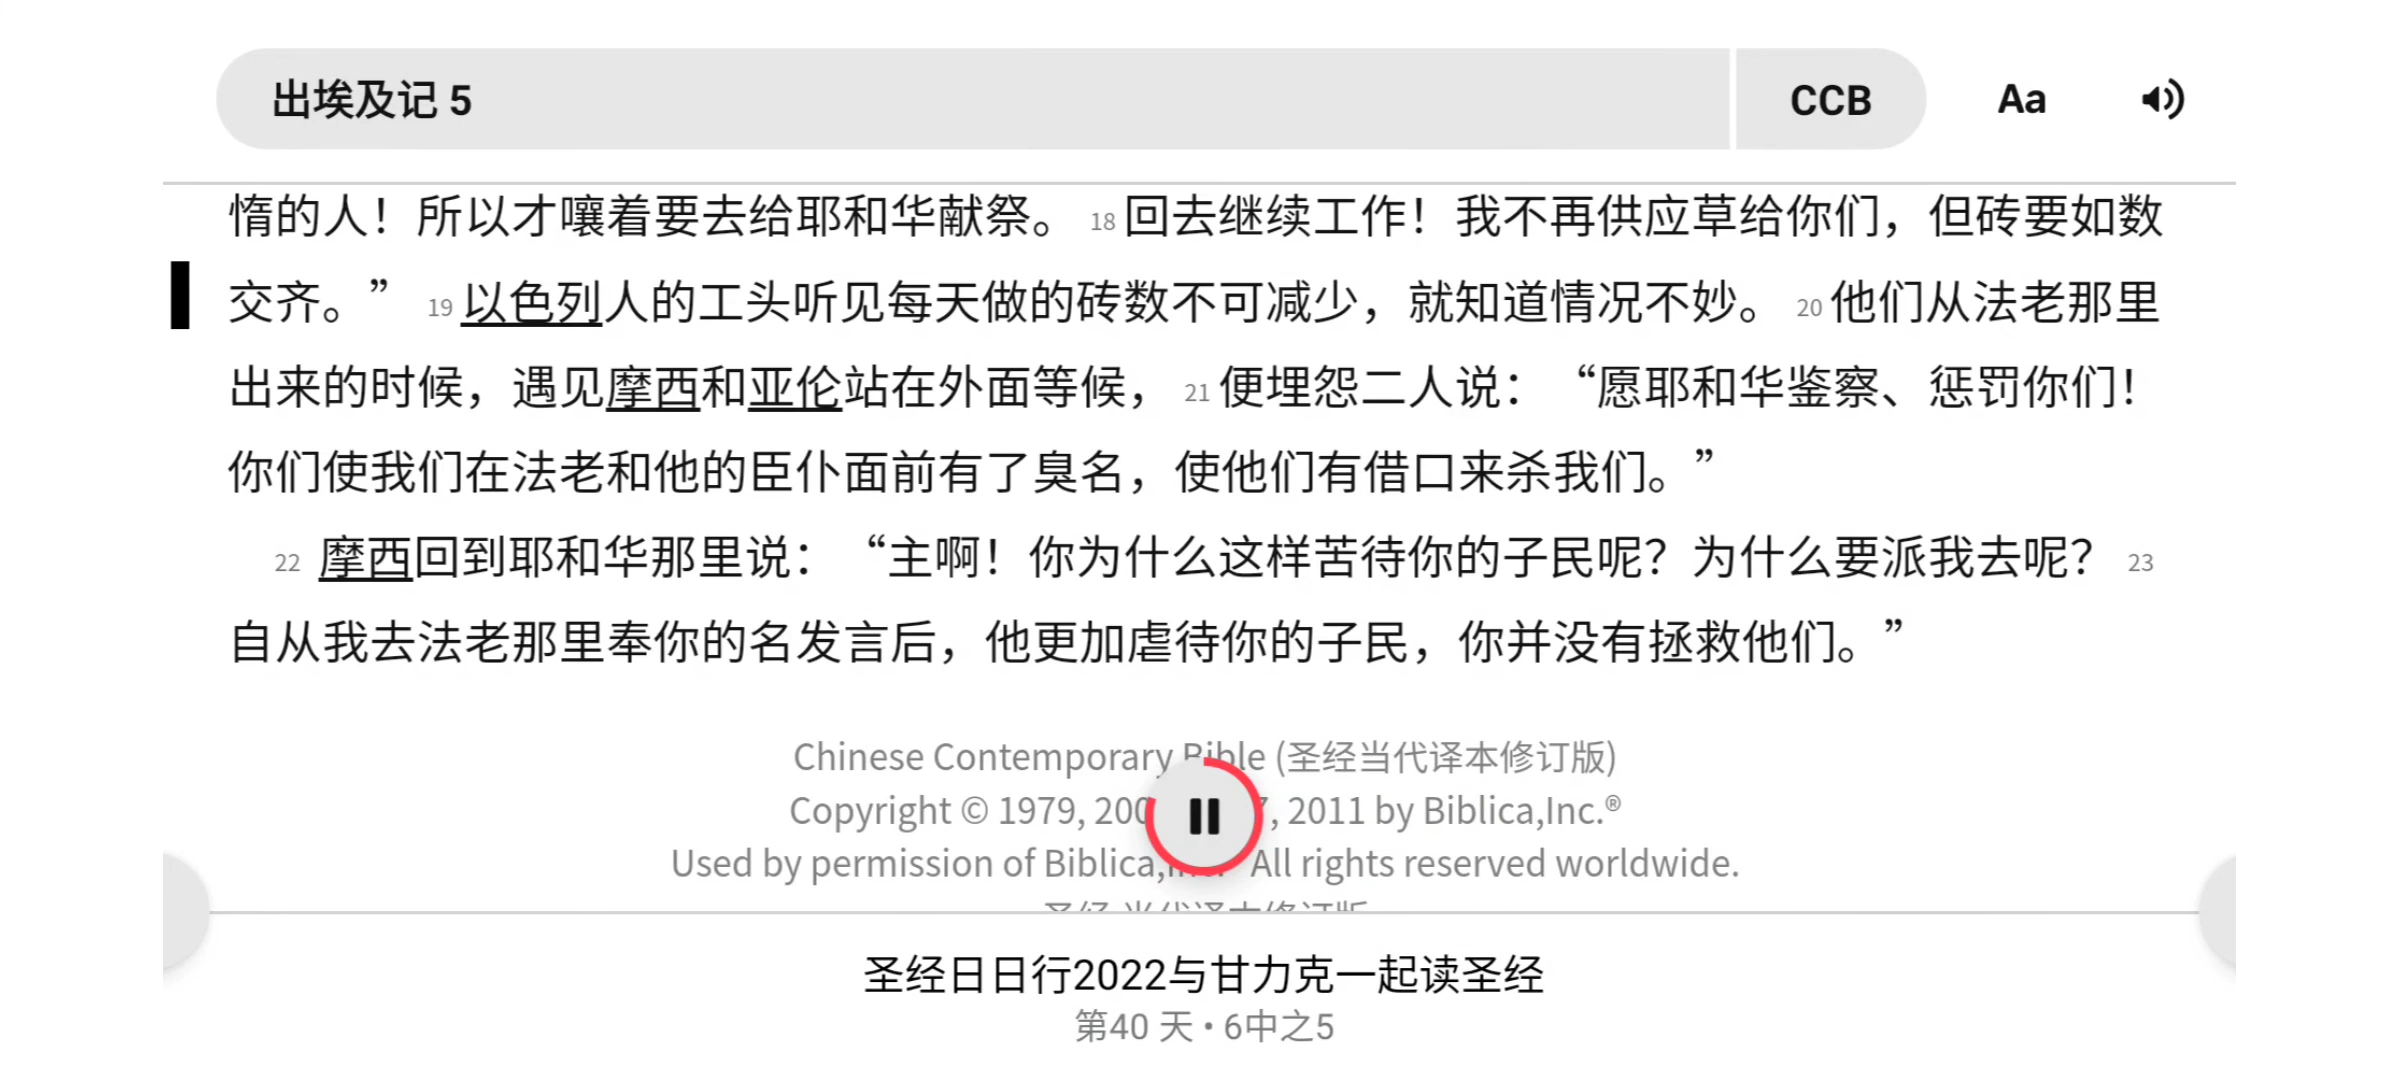 出埃及记 5
CCB
Aa
惰的人！所以才嚷着要去给耶和华献祭。 18 回去继续工作！我不再供应草给你们，但砖要如数
交齐。” 19 以色列人的工头听见每天做的砖数不可减少，就知道情况不妙。 20 他们从法老那里
出来的时候，遇见摩西和亚伦站在外面等候， 21 便埋怨二人说：“愿耶和华鉴察、惩罚你们！
你们使我们在法老和他的臣仆面前有了臭名，使他们有借口来杀我们。”
22 摩西回到耶和华那里说：“主啊！你为什么这样苦待你的子民呢？为什么要派我去呢？ 23
自从我去法老那里奉你的名发言后，他更加虐待你的子民，你并没有拯救他们。”
Chinese Contemporary Bible (圣经当代译本修订版)
Copyright © 1979, 2011 by Biblica,Inc.®
Used by permission of Biblica, All rights reserved worldwide.
圣经当代译本修订版
圣经日日行2022与甘力克一起读圣经
第40 天 • 6中之5